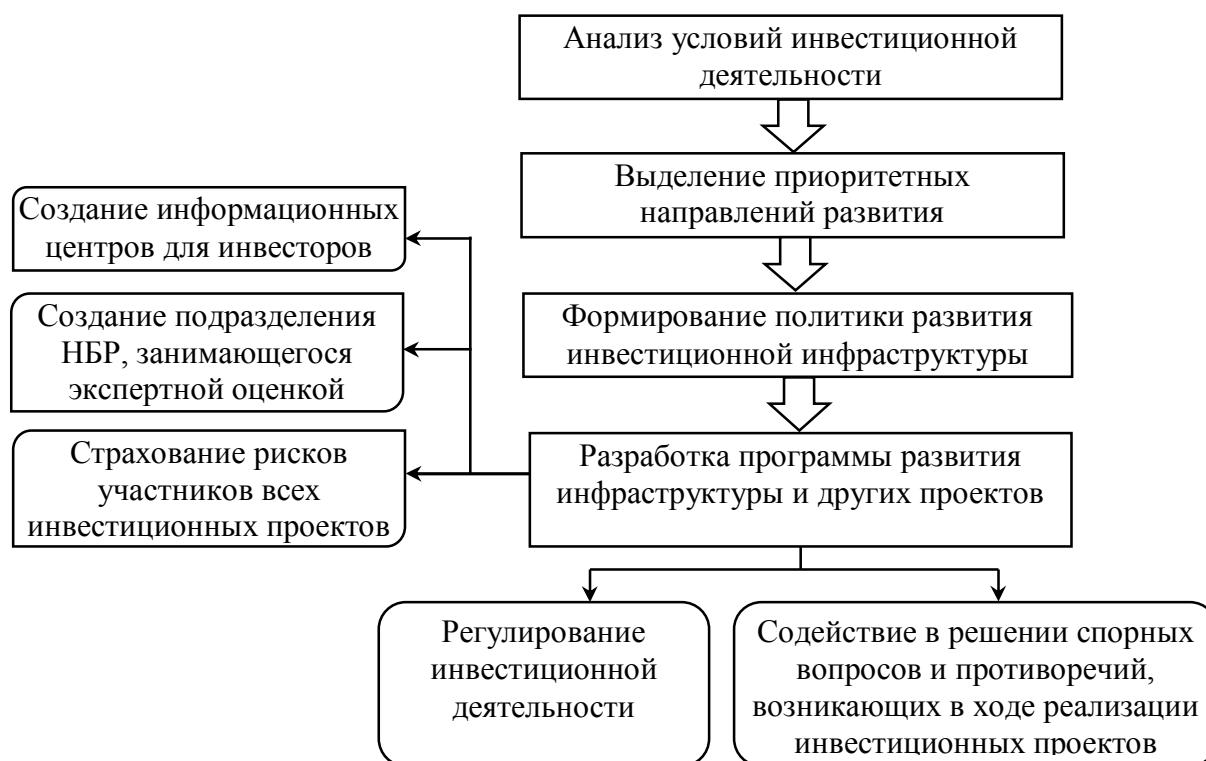 Анализ условий инвестиционной
деятельности
Выделение приоритетных
направлений развития
Создание информационных
центров для инвесторов
Формирование политики развития
инвестиционной инфраструктуры
Создание подразделения
НБР, занимающегося
экспертной оценкой
Разработка программы развития
инфраструктуры и других проектов
Страхование рисков
участников всех
инвестиционных проектов
Регулирование
инвестиционной
деятельности
Содействие в решении спорных
вопросов и противоречий,
возникающих в ходе реализации
инвестиционных проектов